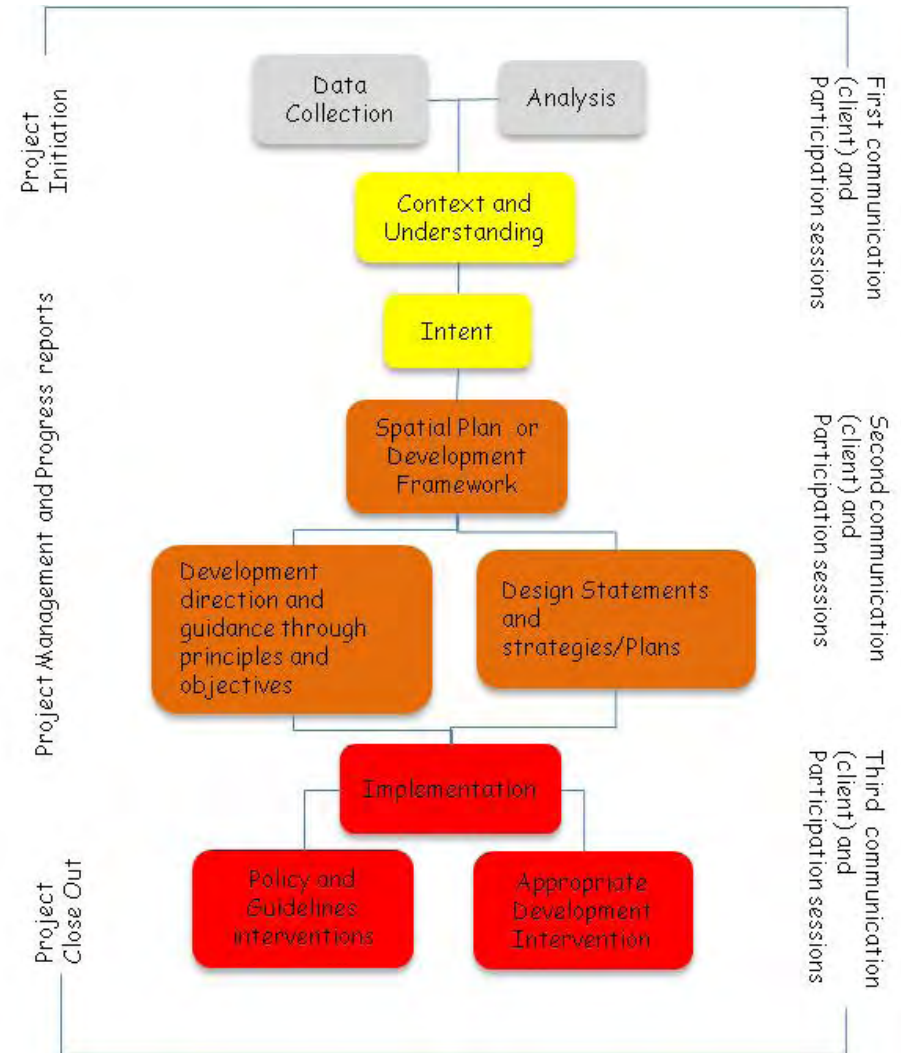 Data
Collection
Analysis
Context and
Understanding
Intent
Spatial Plan or
Development
Framework
Development
direction and
guidance through
principles and
objectives
Design Statements
and
strategies/Plans
Implementation
Policy and
Guidelines
interventions
Appropriate
Development
Intervention
Project
Initiation
Project Management and Progress reports
Project
Close Out
First communication
(client) and
Participation sessions
Second communication
(client) and
Participation sessions
Third communication
(client) and
Participation sessions